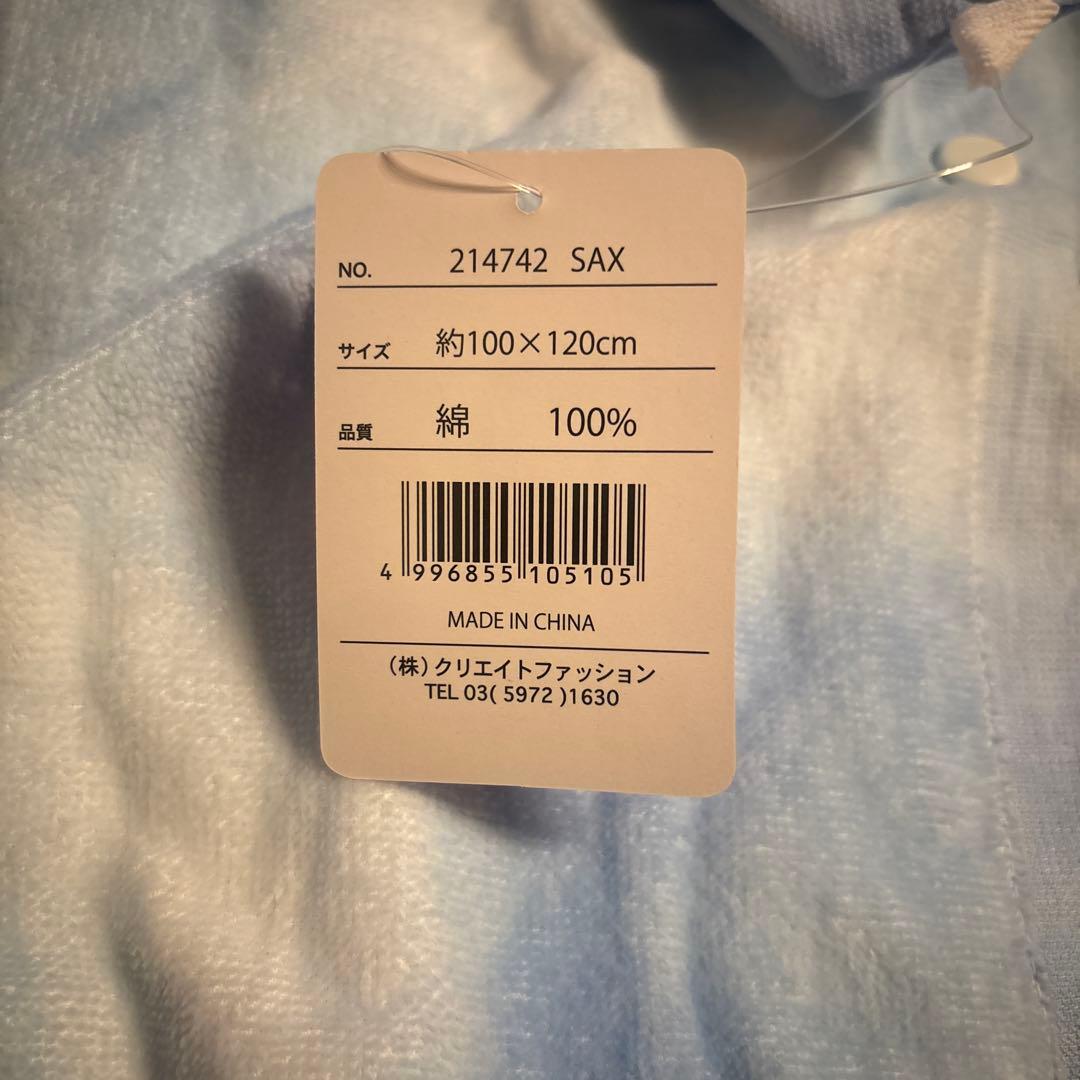 NO. 214742 SAX
サイズ 約100×120cm
品質 綿 100%
4 996855 105105
MADE IN CHINA
(株)クリエイトファッション
TEL 03( 5972 )1630